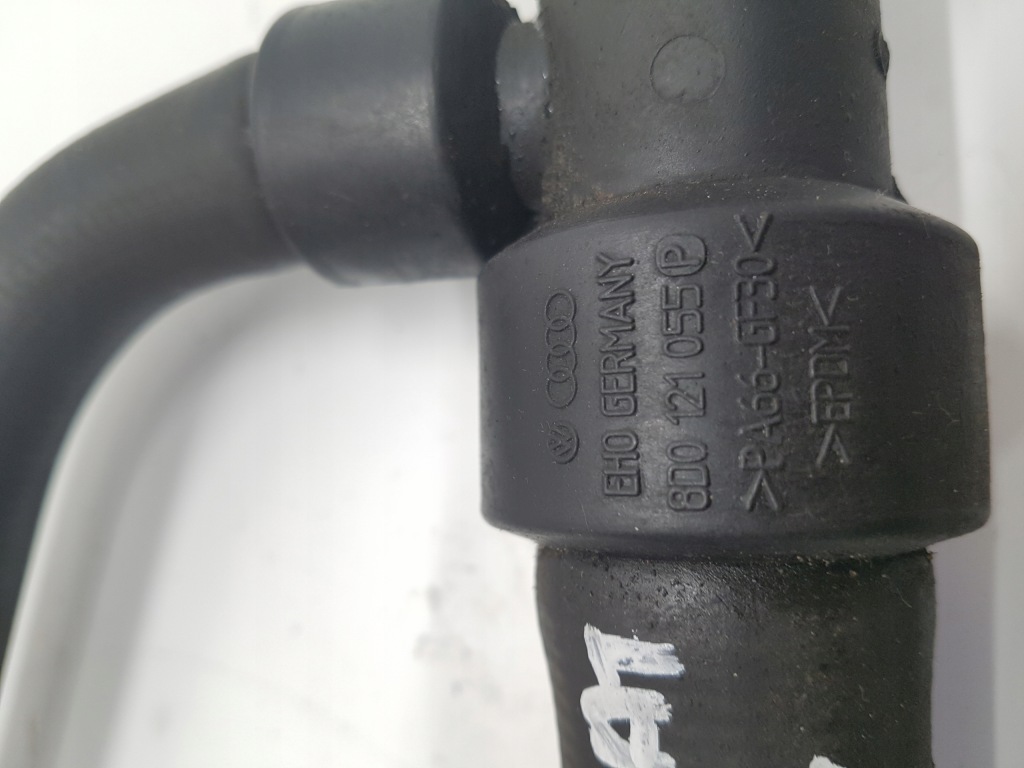 EHO GERMANY
8D0 121 055 P
>PA66-GF30<
>EPDM<